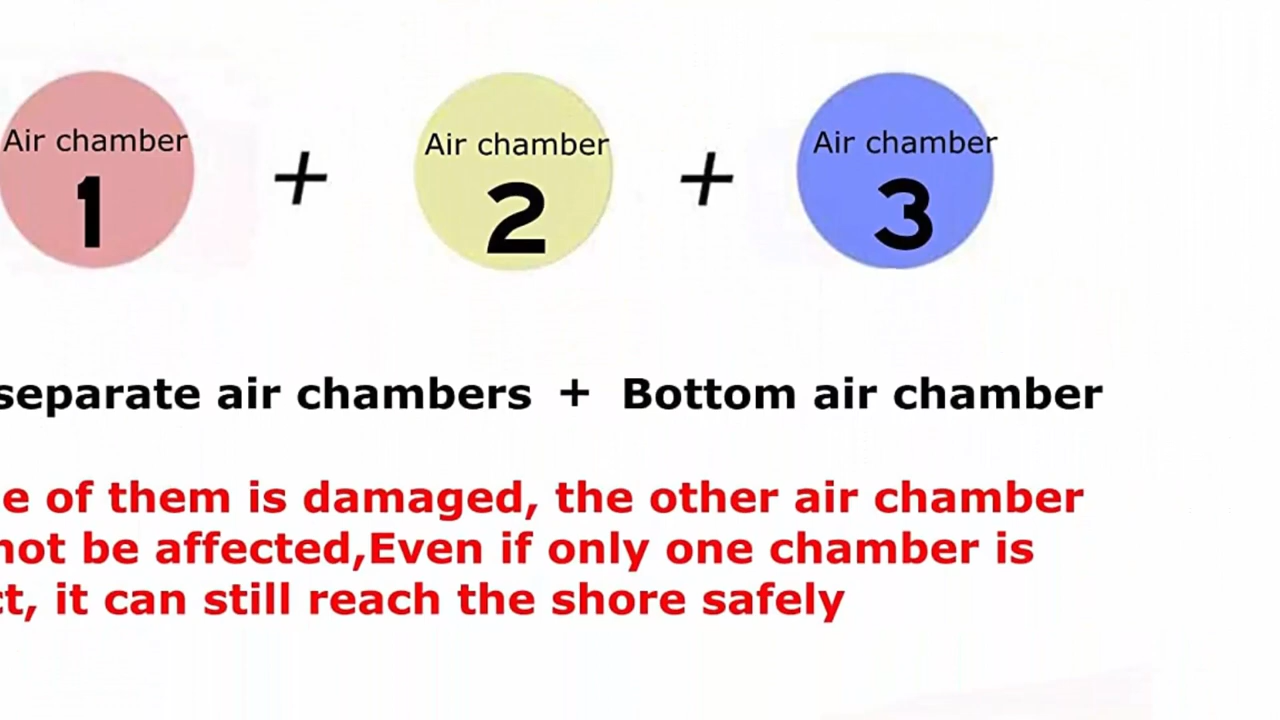 Air chamber
1
+
Air chamber
2
+
Air chamber
3
separate air chambers + Bottom air chamber
e of them is damaged, the other air chamber
not be affected,Even if only one chamber is
ct, it can still reach the shore safely